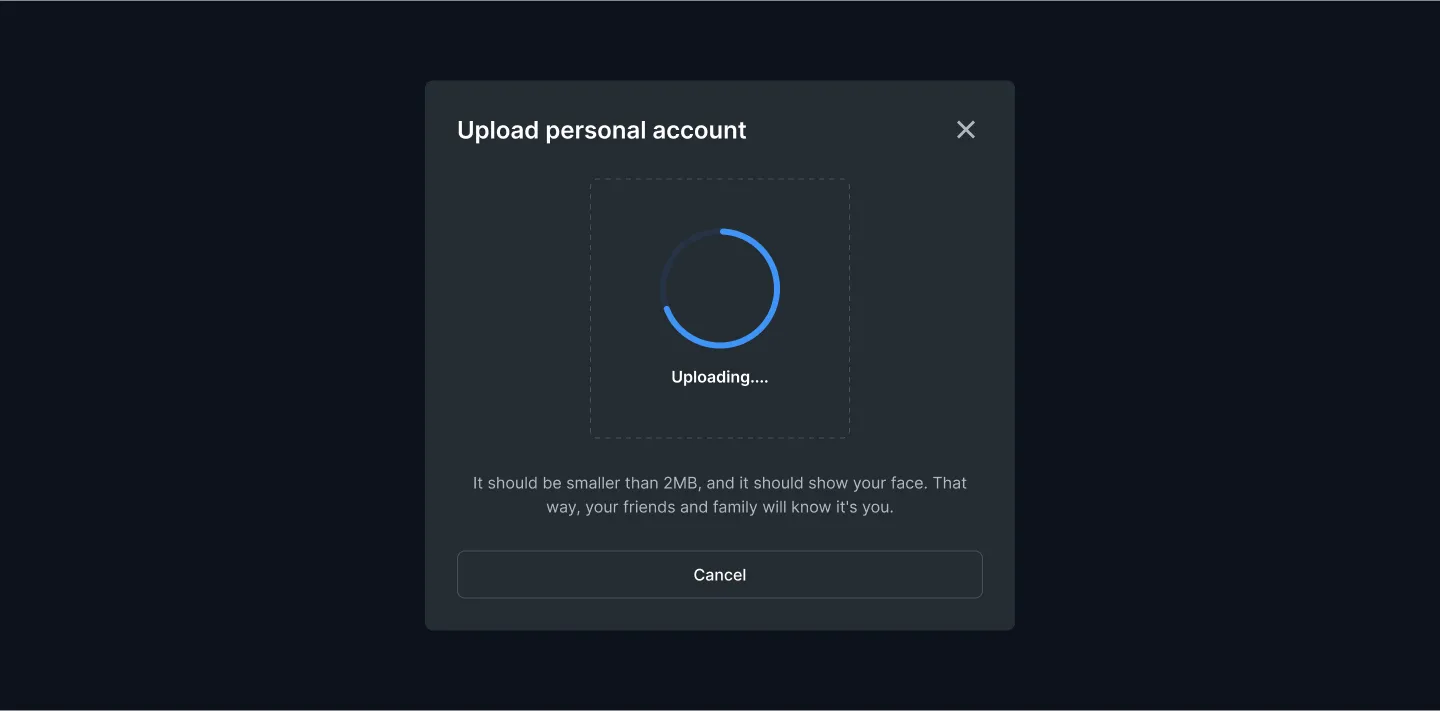 Upload personal account
Uploading....
It should be smaller than 2MB, and it should show your face. That
way, your friends and family will know it's you.
Cancel